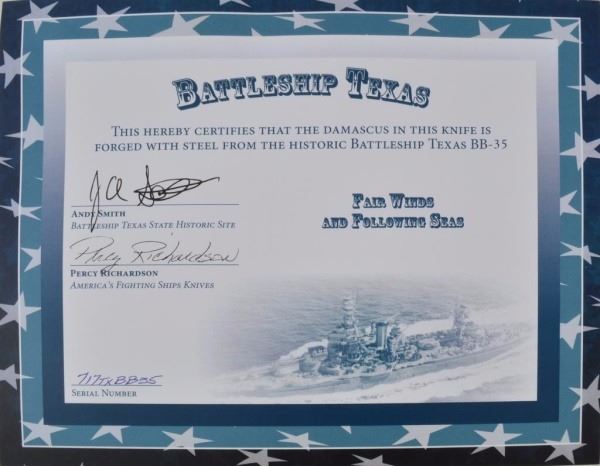 Battleship Texas
This hereby certifies that the damascus in this knife is
forged with steel from the historic Battleship Texas BB-35
Andy Smith
Battleship Texas State Historic Site
Fair Winds
and Following Seas
Percy Richardson
Percy Richardson
America's Fighting Ships Knives
717TXBB35
Serial Number